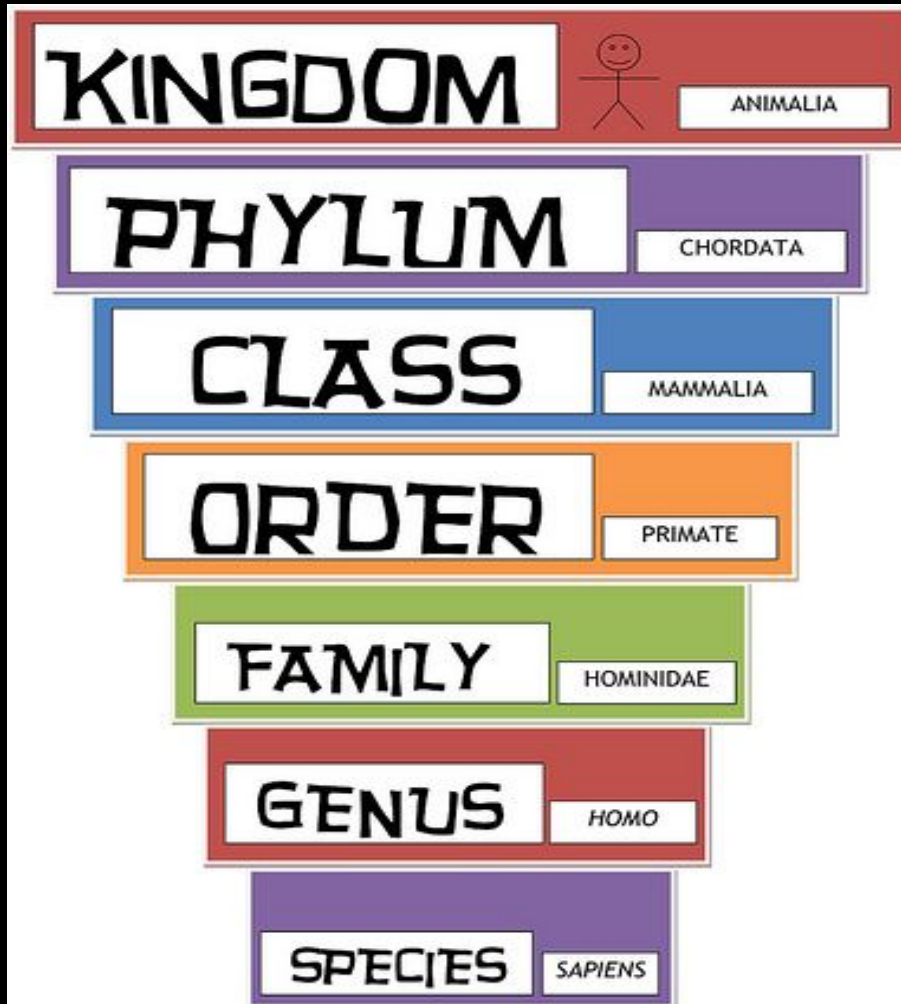 KINGDOM
ANIMALIA
PHYLUM
CHORDATA
CLASS
MAMMALIA
ORDER
PRIMATE
FAMILY
HOMINIDAE
GENUS
HOMO
SPECIES
SAPIENS